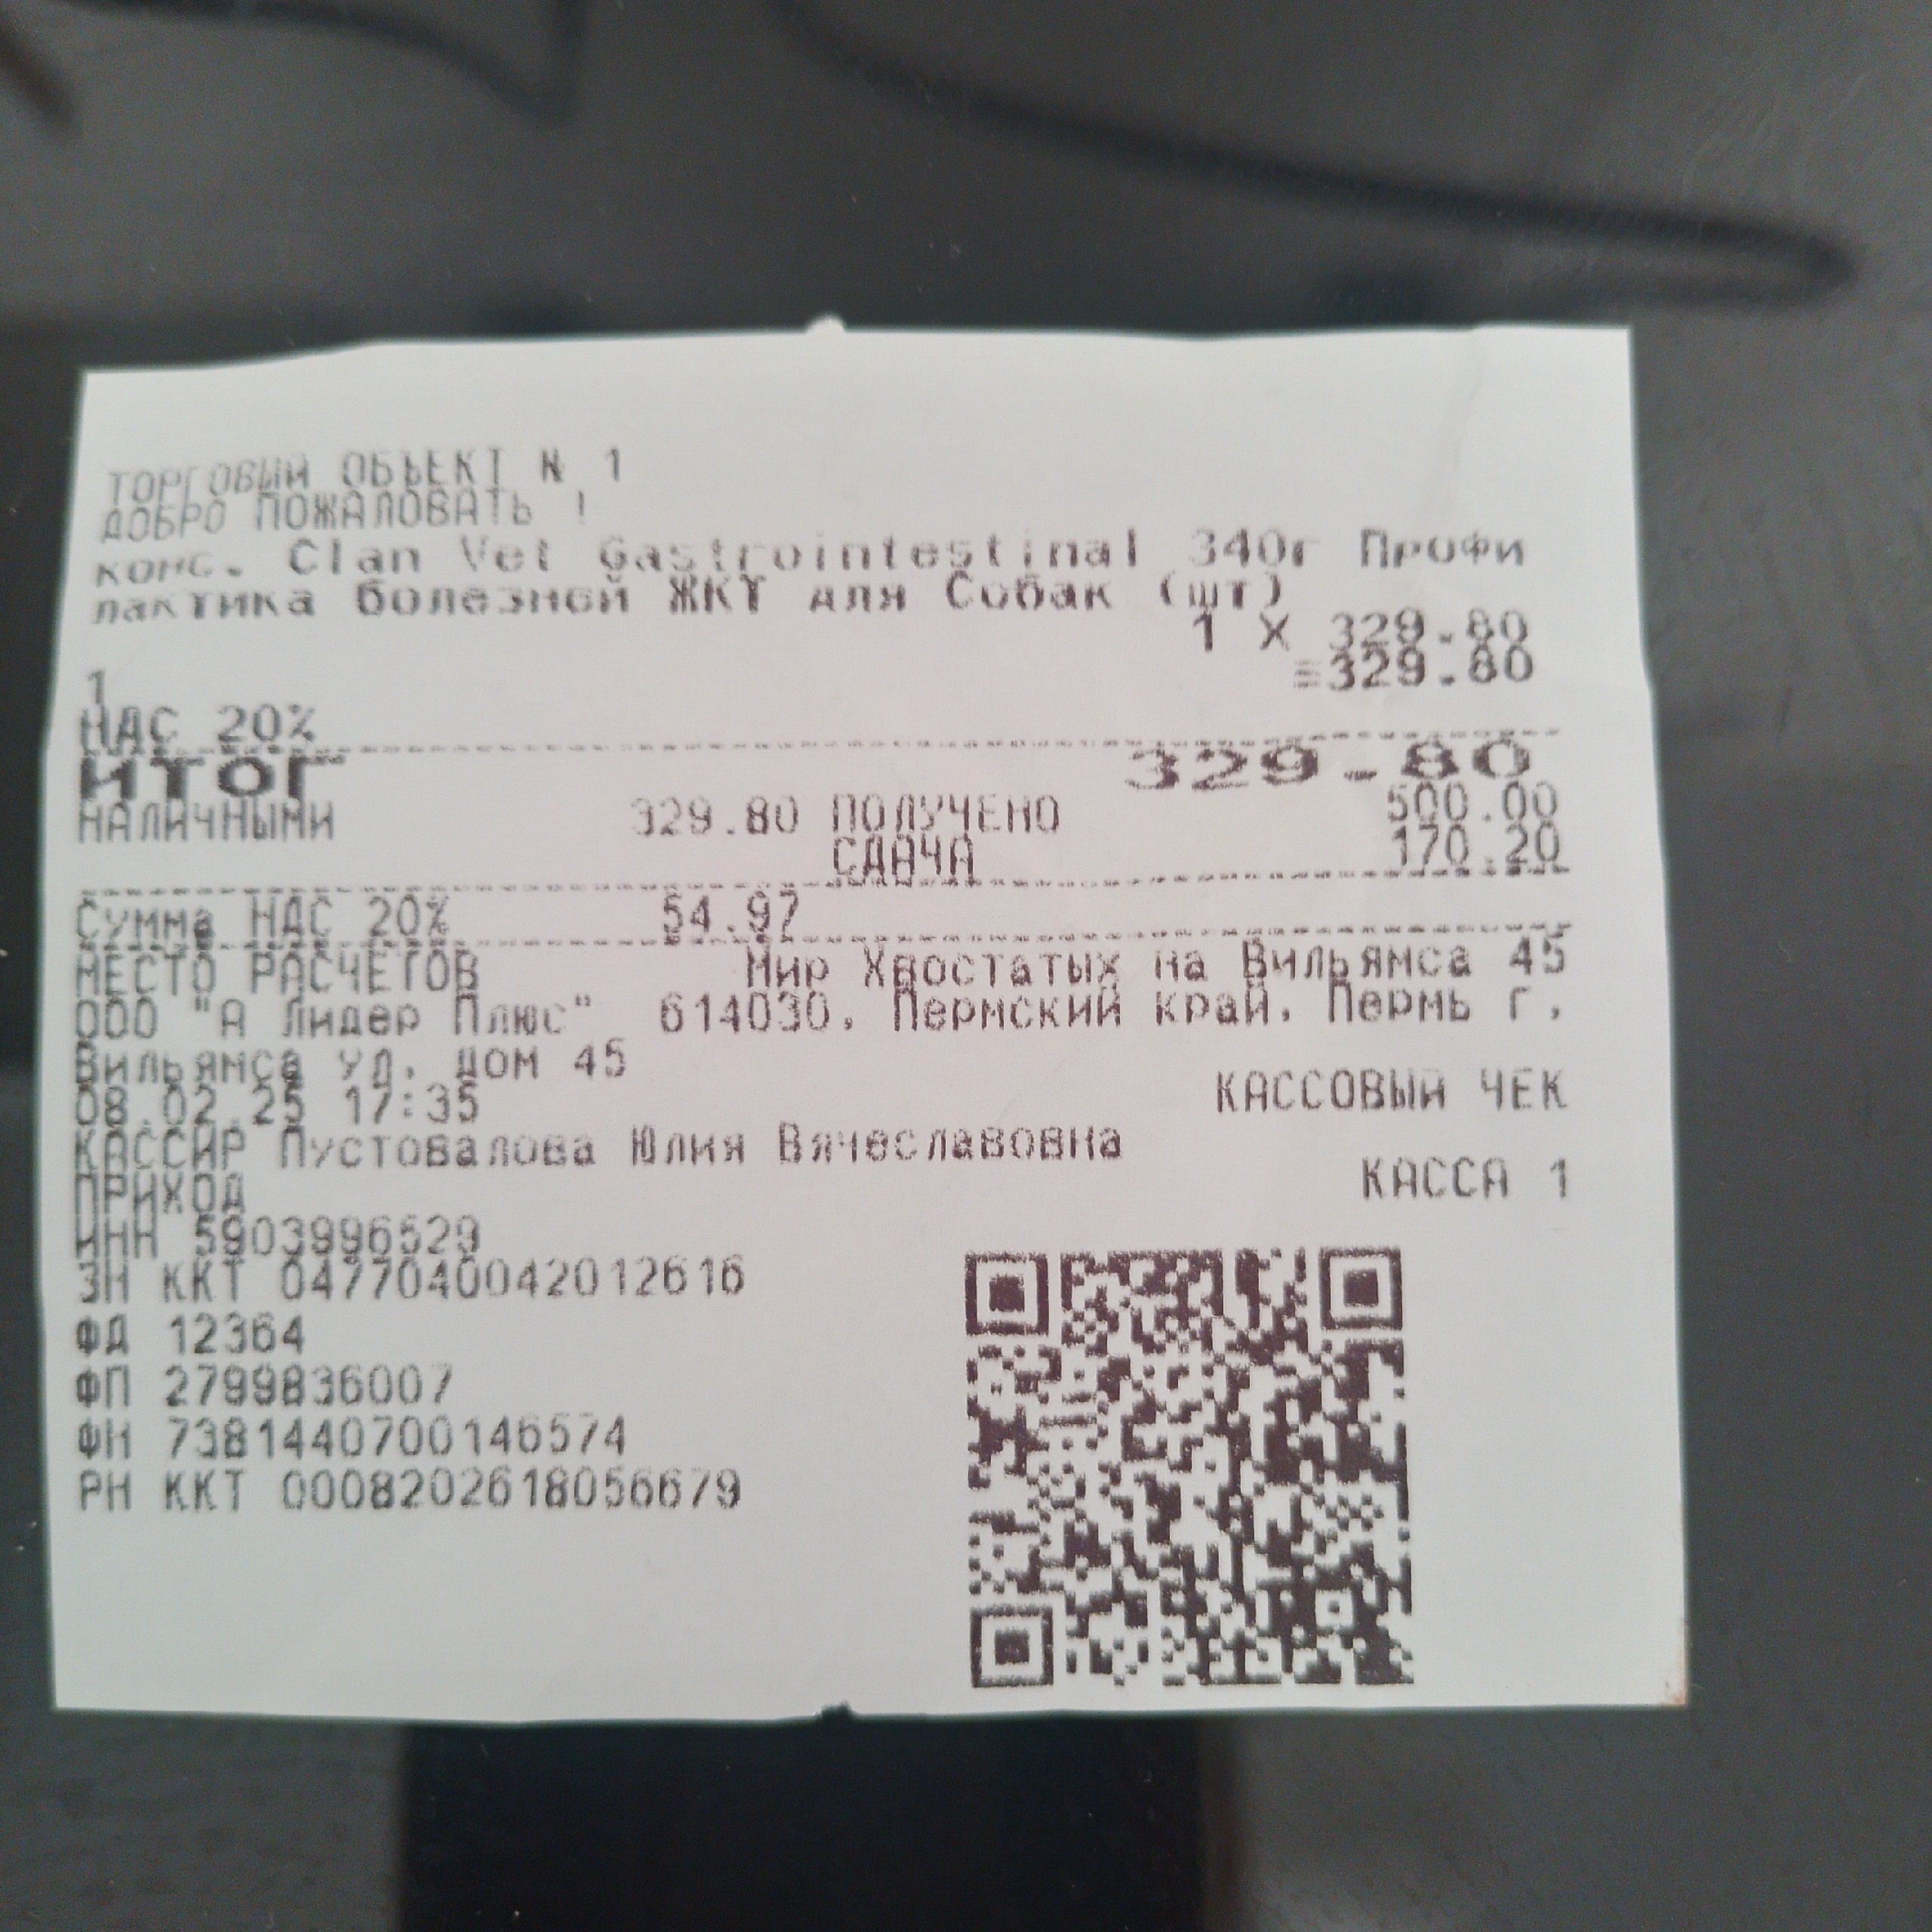 ТОРГОВЫЙ ОБЪЕКТ № 1
ДОБРО ПОЖАЛОВАТЬ !
конс. Clan Vet Gastrointestinal 340г Профи
лактика болезней ЖКТ для Собак (шт)
1 X 329.80
≡329.80
1
НДС 20%
ИТОГ 329.80
НАЛИЧНЫМИ 329.80 ПОЛУЧЕНО 500.00
СДАЧА 170.20
Сумма НДС 20% 54.97
МЕСТО РАСЧЕТОВ Мир Хвостатых на Вильямса 45
ООО "А Лидер Плюс" 614030, Пермский край, Пермь г,
Вильямса ул, дом 45
КАССОВЫЙ ЧЕК
08.02.25 17:35
КАССИР Пустовалова Юлия Вячеславовна
ПРИХОД КАССА 1
ИНН 5903996529
ЗН ККТ 0477040042012616
ФД 12364
ФП 2799836007
ФН 7381440700146574
РН ККТ 0008202618056679